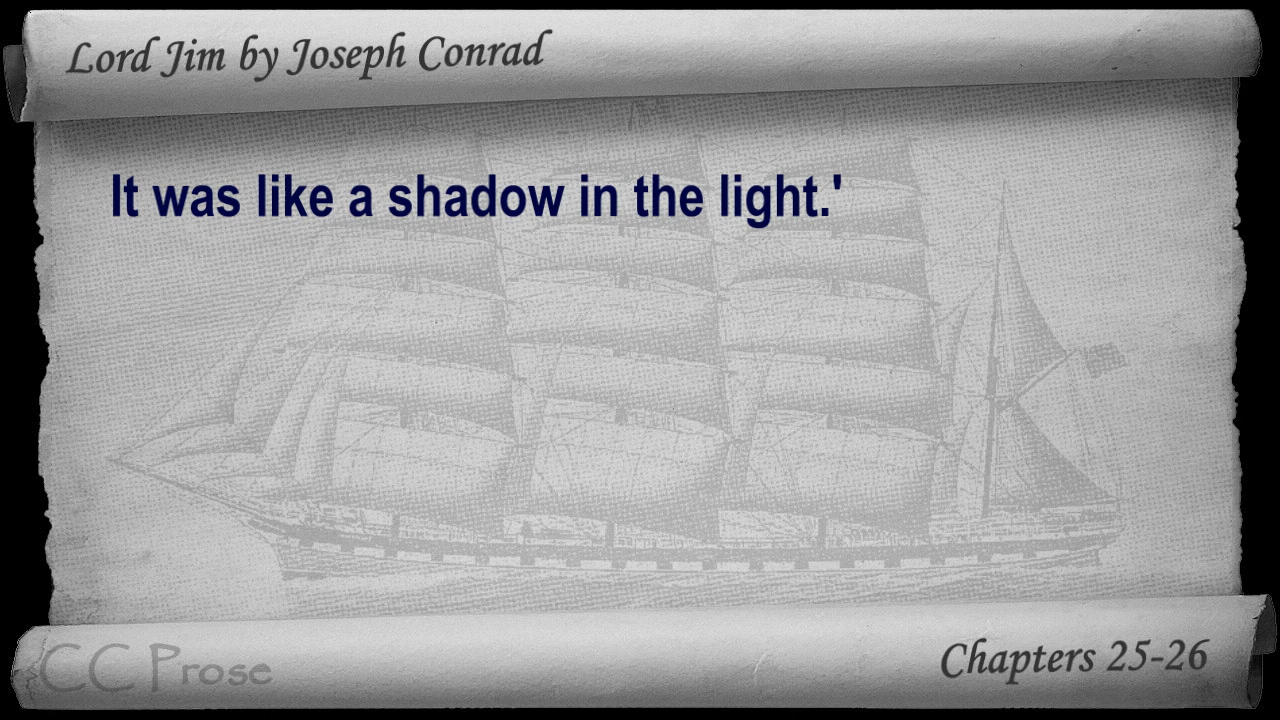 Lord Jim by Joseph Conrad
It was like a shadow in the light.'
CC Prose
Chapters 25-26